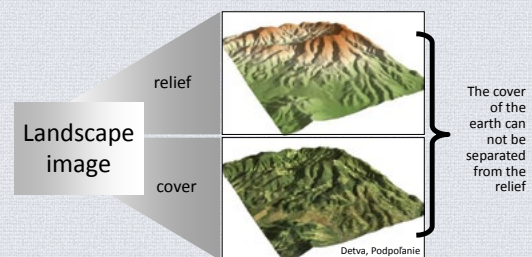 Landscape
image
relief
cover
The cover
of the
earth can
not be
separated
from the
relief
Detva, Podpoľanie